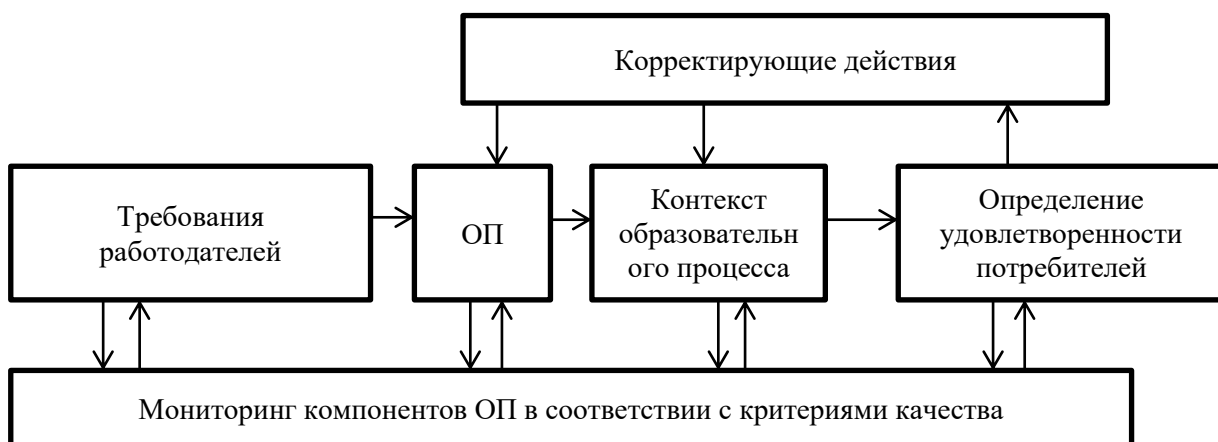 Корректирующие действия
Требования
работодателей
ОП
Контекст
образовательн
ого процесса
Определение
удовлетворенности
потребителей
Мониторинг компонентов ОП в соответствии с критериями качества